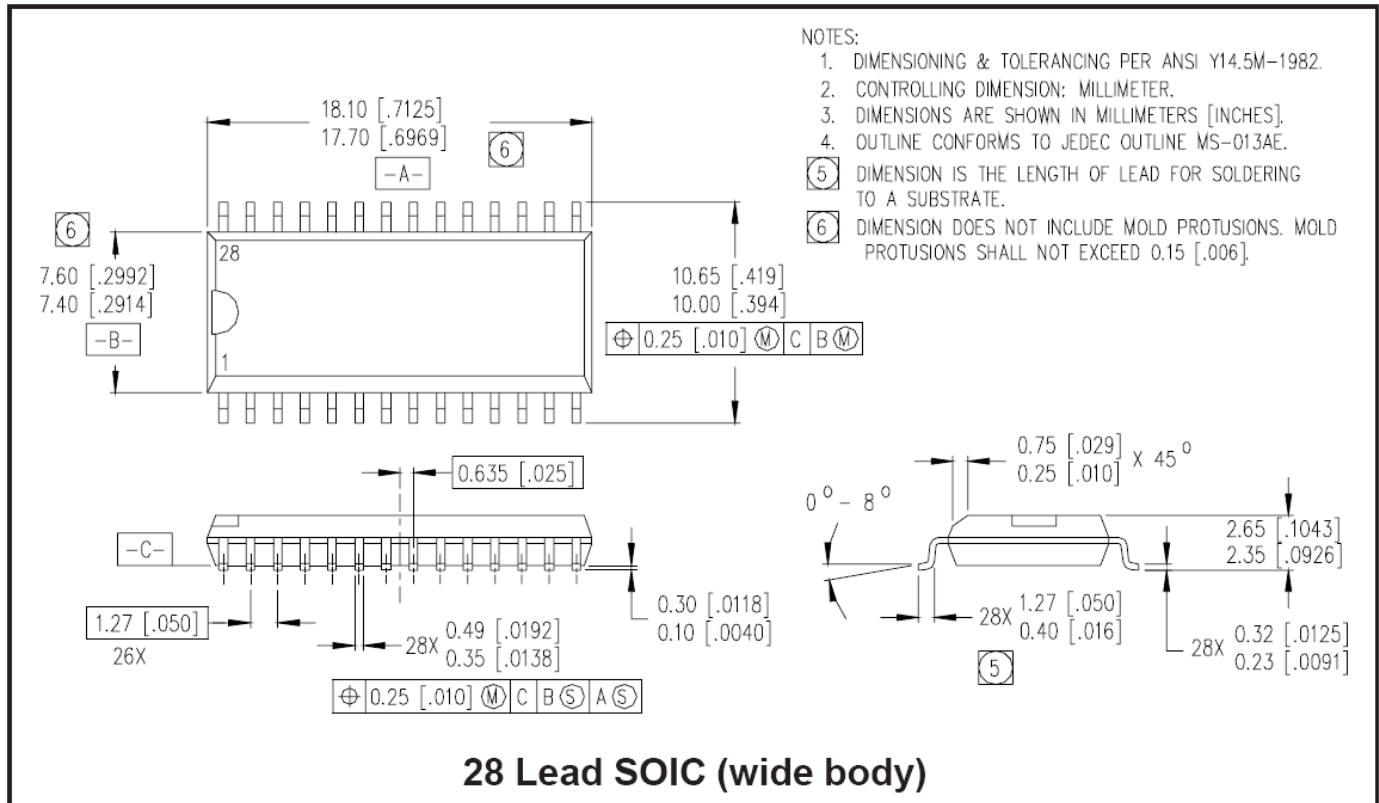 NOTES:
1. DIMENSIONING & TOLERANCING PER ANSI Y14.5M-1982.
2. CONTROLLING DIMENSION: MILLIMETER.
3. DIMENSIONS ARE SHOWN IN MILLIMETERS [INCHES].
4. OUTLINE CONFORMS TO JEDEC OUTLINE MS-013AE.
5 DIMENSION IS THE LENGTH OF LEAD FOR SOLDERING
TO A SUBSTRATE.
6 DIMENSION DOES NOT INCLUDE MOLD PROTUSIONS. MOLD
PROTUSIONS SHALL NOT EXCEED 0.15 [.006].
18.10 [.7125]
17.70 [.6969]
6
-A-
6
7.60 [.2992]
7.40 [.2914]
-B-
28
1
10.65 [.419]
10.00 [.394]
⌖ 0.25 [.010] Ⓜ C B Ⓜ
0.635 [.025]
-C-
1.27 [.050]
26X
28X 0.49 [.0192]
0.35 [.0138]
⌖ 0.25 [.010] Ⓜ C B Ⓢ A Ⓢ
0.30 [.0118]
0.10 [.0040]
0.75 [.029]
0.25 [.010] X 45°
0° - 8°
2.65 [.1043]
2.35 [.0926]
28X 1.27 [.050]
0.40 [.016]
5
28X 0.32 [.0125]
0.23 [.0091]
28 Lead SOIC (wide body)